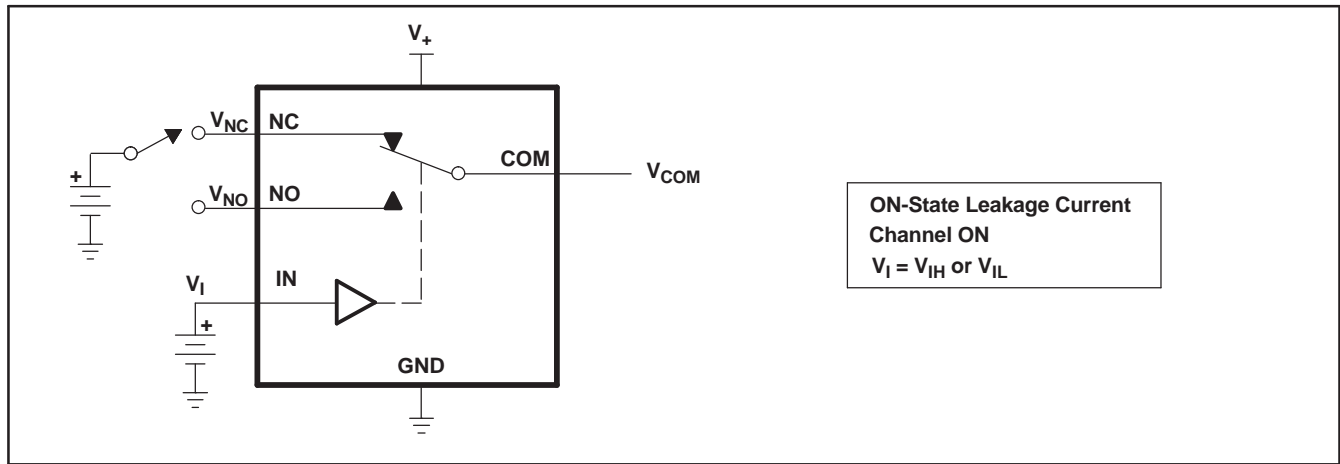 V+
VNC NC
COM
VCOM
+
VNO NO
VI IN
+
GND
ON-State Leakage Current
Channel ON
VI = VIH or VIL